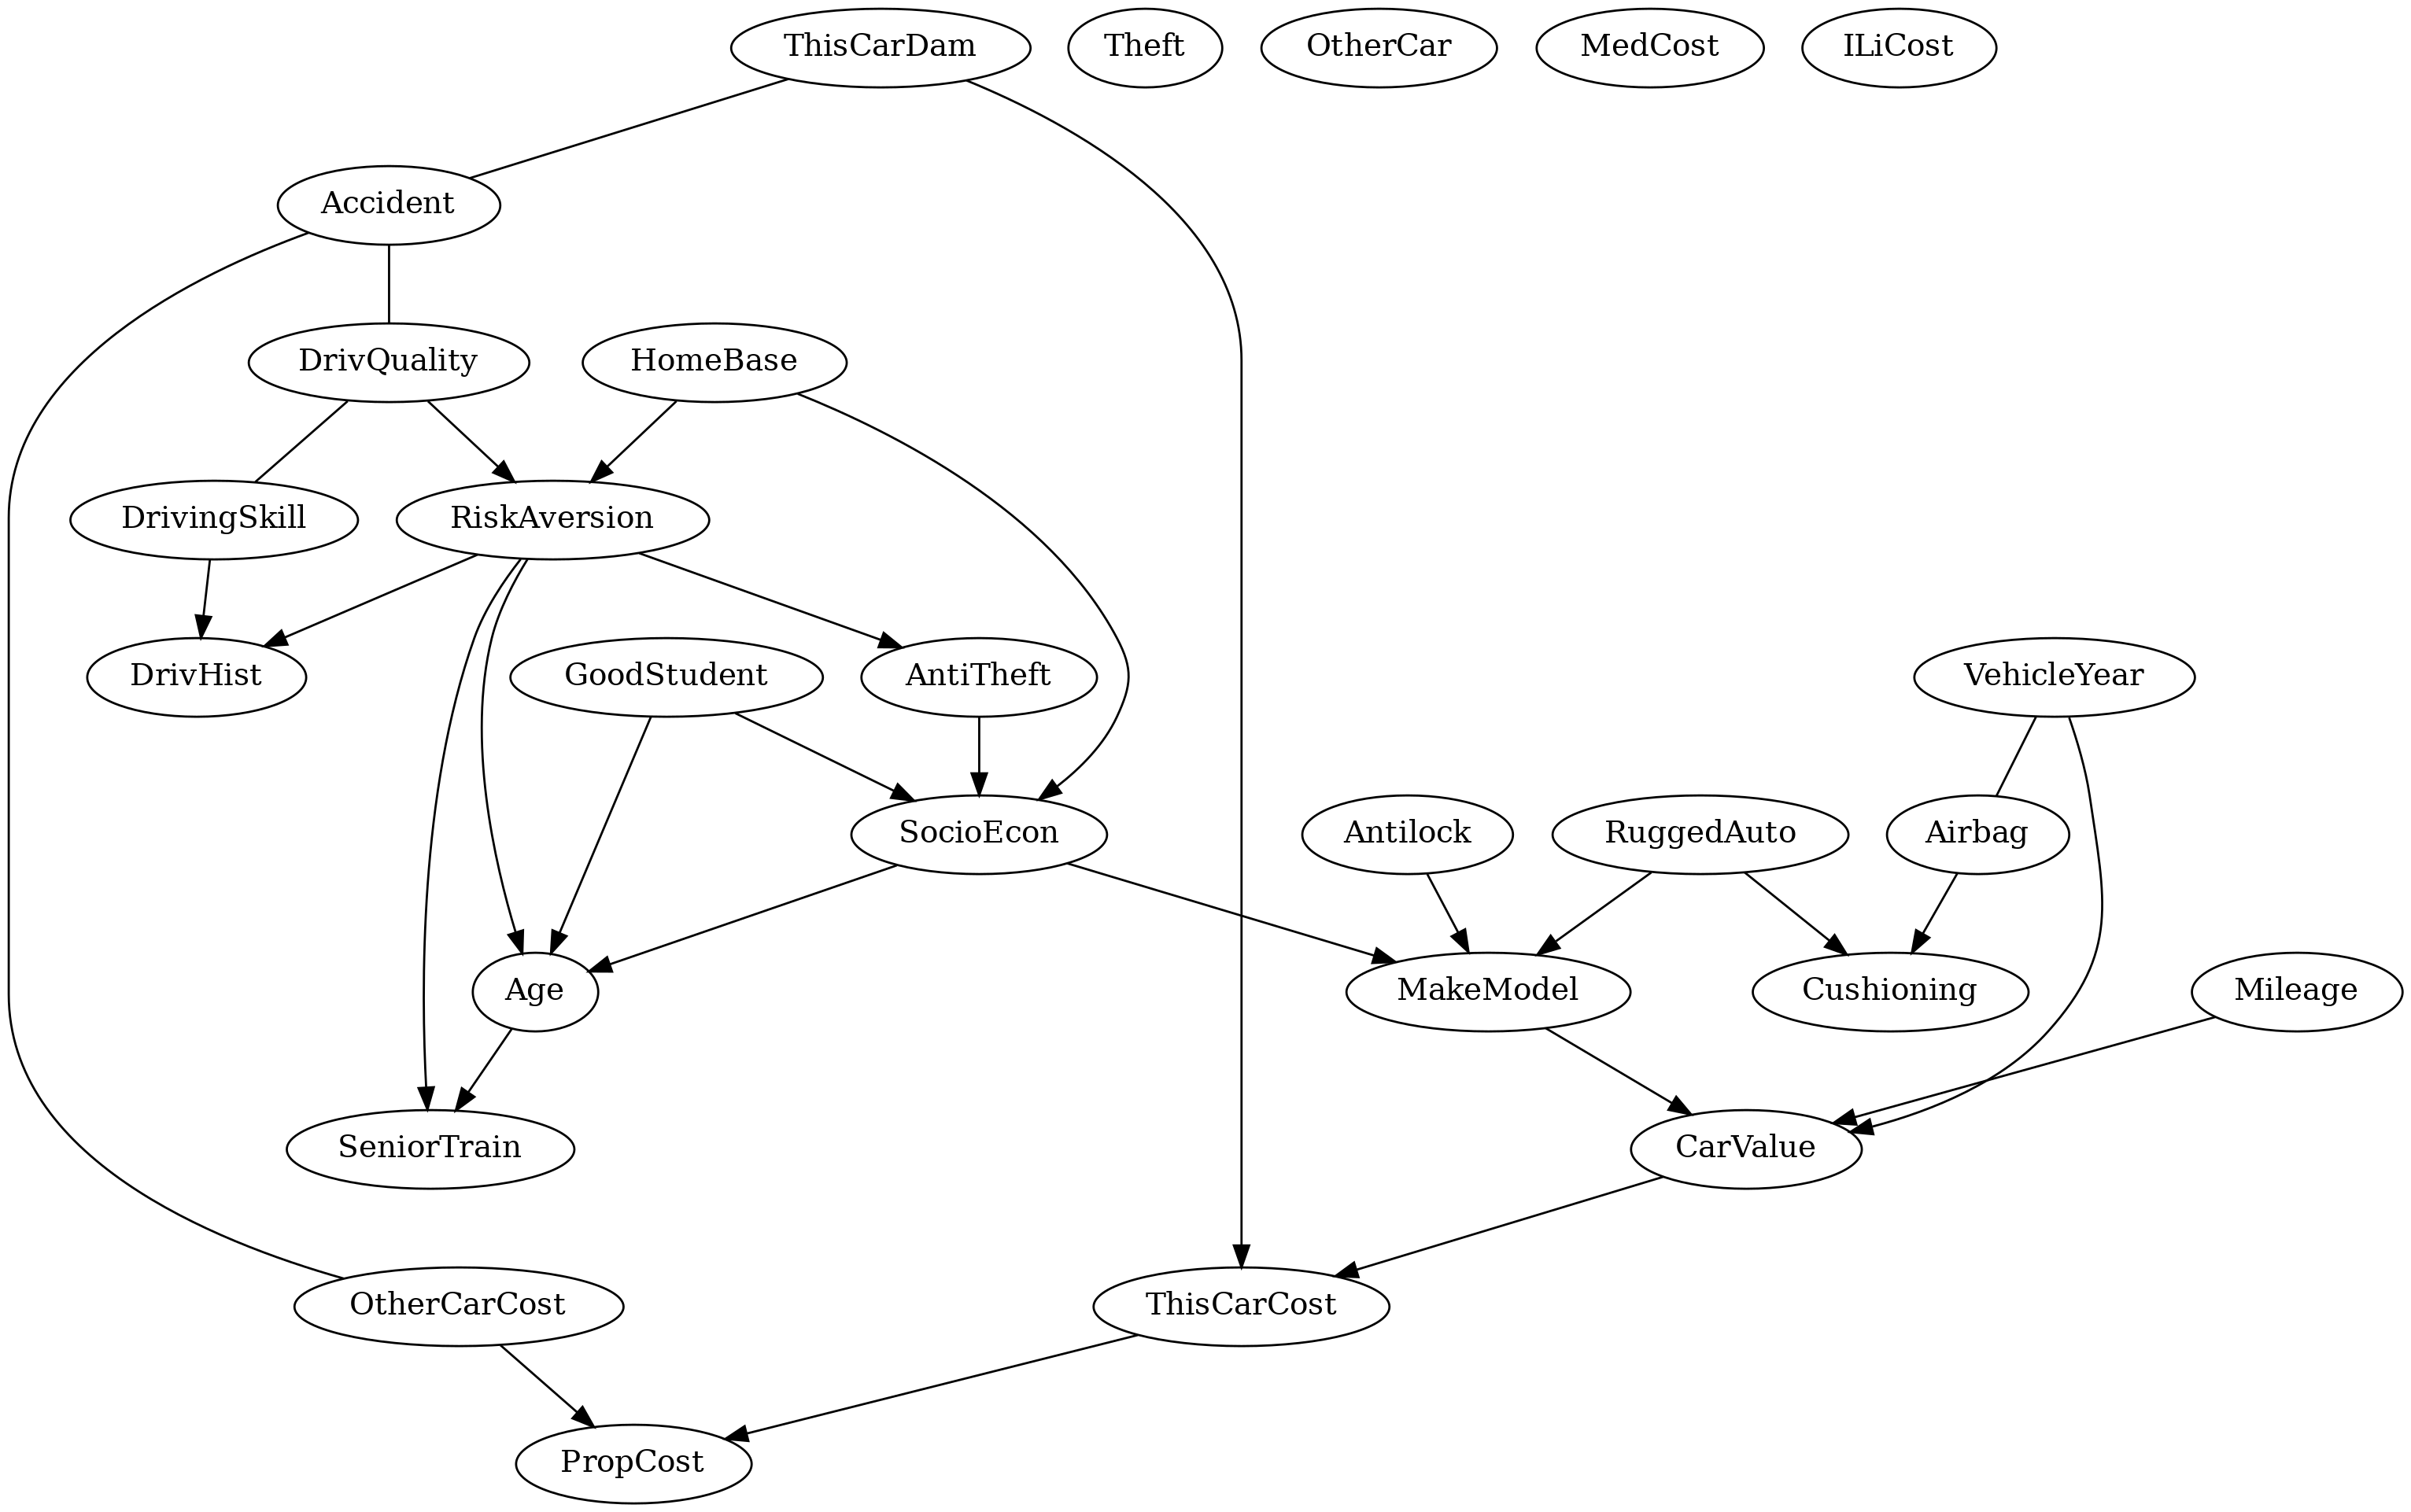 ThisCarDam
Theft
OtherCar
MedCost
ILiCost
Accident
DrivQuality
HomeBase
DrivingSkill
RiskAversion
DrivHist
GoodStudent
AntiTheft
VehicleYear
SocioEcon
Antilock
RuggedAuto
Airbag
Age
MakeModel
Cushioning
Mileage
SeniorTrain
CarValue
OtherCarCost
ThisCarCost
PropCost